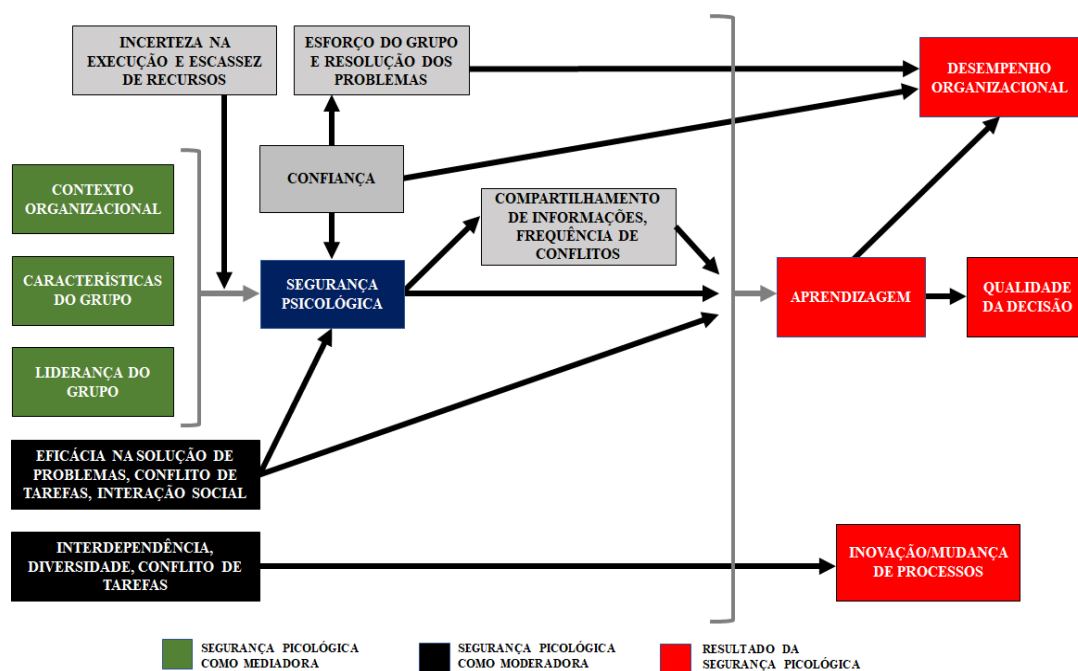 INCERTEZA NA
EXECUÇÃO E ESCASSEZ
DE RECURSOS
ESFORÇO DO GRUPO
E RESOLUÇÃO DOS
PROBLEMAS
DESEMPENHO
ORGANIZACIONAL
CONFIANÇA
CONTEXTO
ORGANIZACIONAL
COMPARTILHAMENTO
DE INFORMAÇÕES,
FREQUÊNCIA DE
CONFLITOS
CARACTERÍSTICAS
DO GRUPO
SEGURANÇA
PSICOLÓGICA
APRENDIZAGEM
QUALIDADE
DA DECISÃO
LIDERANÇA DO
GRUPO
EFICÁCIA NA SOLUÇÃO DE
PROBLEMAS, CONFLITO DE
TAREFAS, INTERAÇÃO SOCIAL
INTERDEPENDÊNCIA,
DIVERSIDADE, CONFLITO DE
TAREFAS
INOVAÇÃO/MUDANÇA
DE PROCESSOS
SEGURANÇA PICOLÓGICA
COMO MEDIADORA
SEGURANÇA PICOLÓGICA
COMO MODERADORA
RESULTADO DA
SEGURANÇA PICOLÓGICA